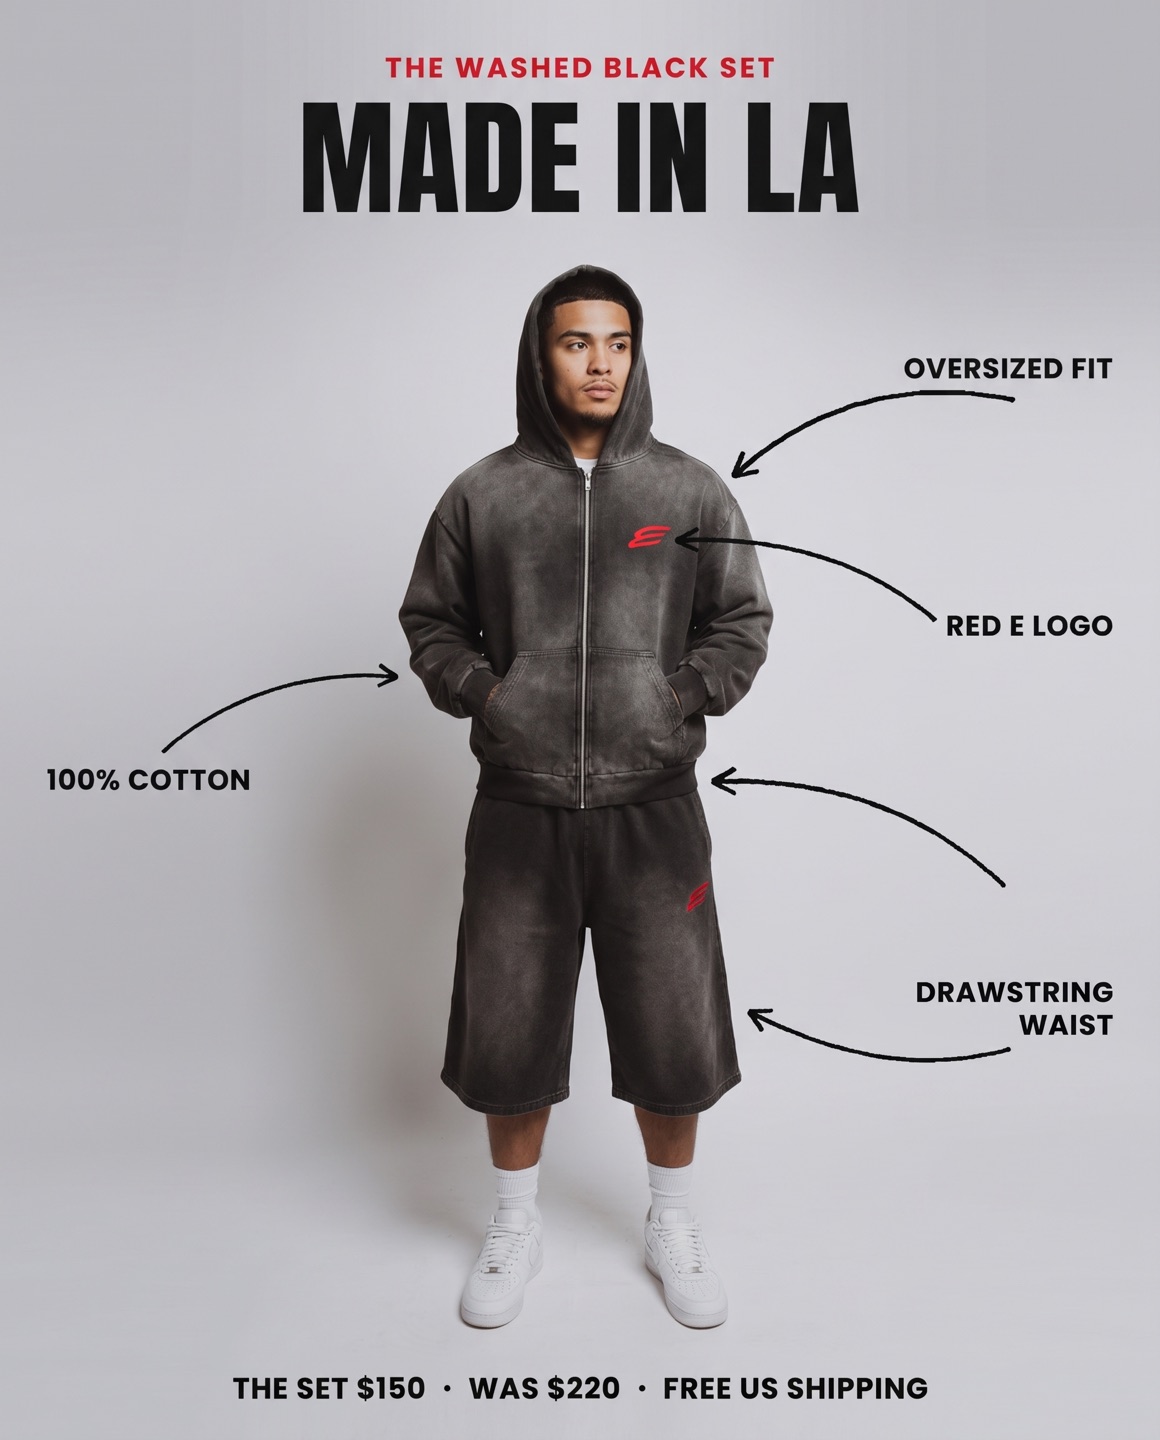 THE WASHED BLACK SET
MADE IN LA
OVERSIZED FIT
RED E LOGO
100% COTTON
DRAWSTRING
WAIST
THE SET $150 · WAS $220 · FREE US SHIPPING